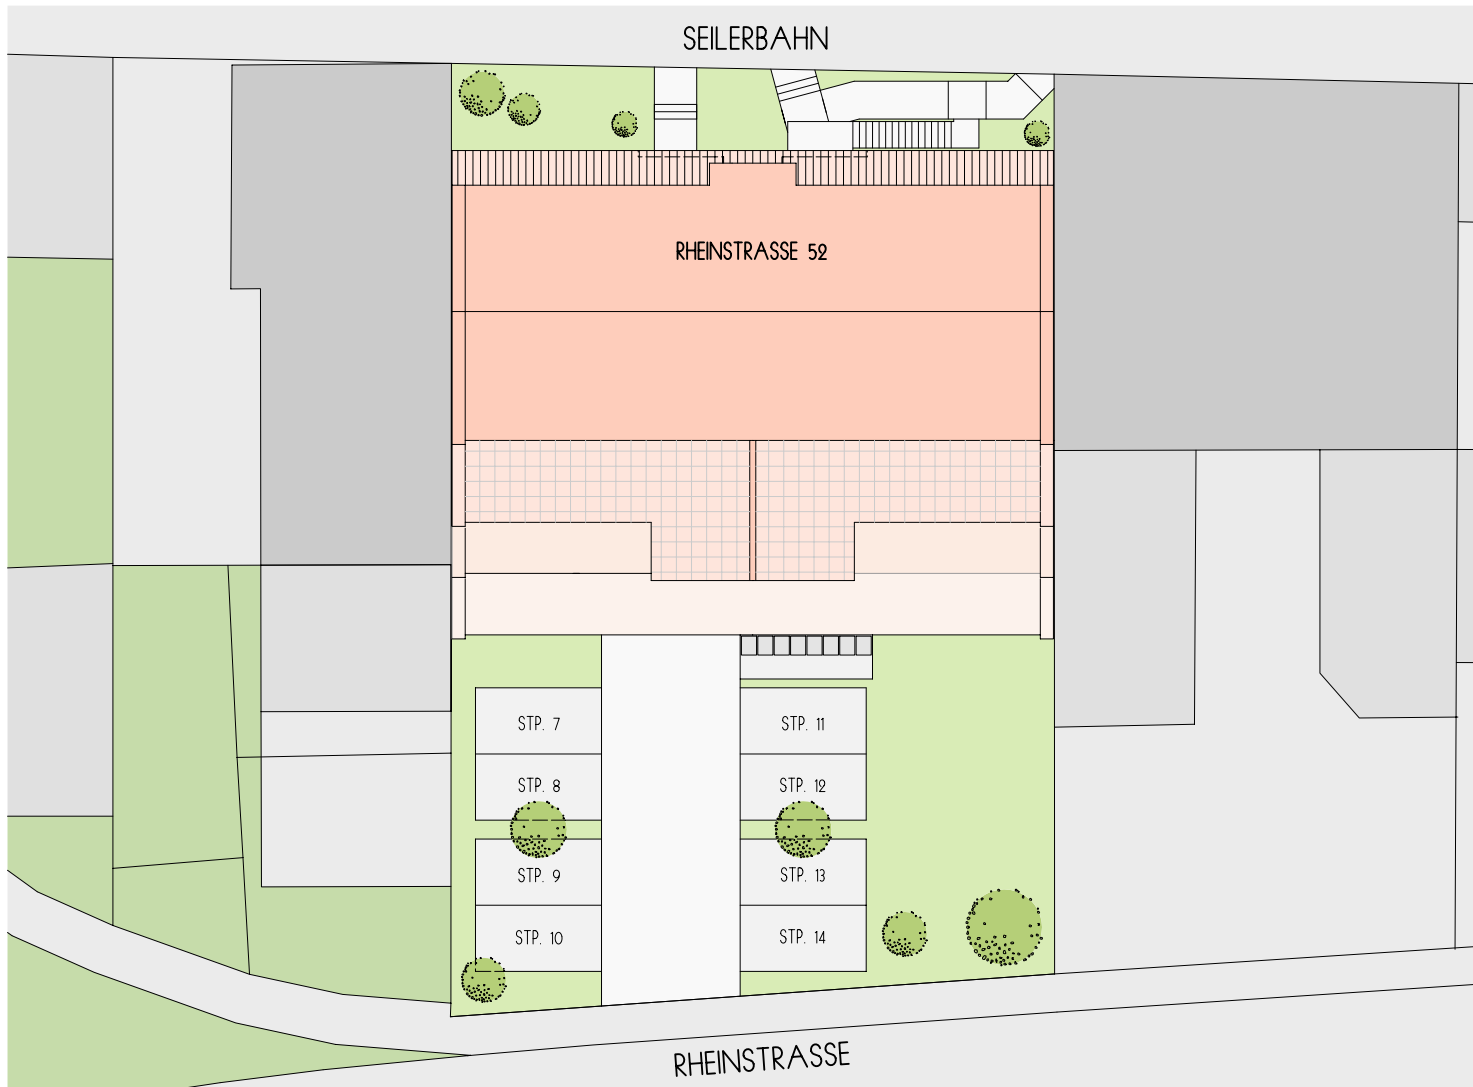 SEILERBAHN
RHEINSTRASSE 52
STP. 7
STP. 11
STP. 8
STP. 12
STP. 9
STP. 13
STP. 10
STP. 14
RHEINSTRASSE